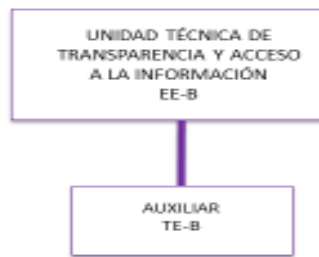 UNIDAD TÉCNICA DE
TRANSPARENCIA Y ACCESO
A LA INFORMACIÓN
EE-B
AUXILIAR
TE-B